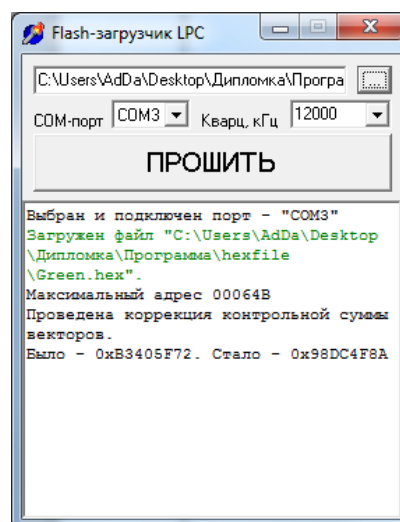 Flash-загрузчик LPC
C:\Users\AdDa\Desktop\Дипломка\Програ ...
COM-порт COM3 Кварц, кГц 12000
ПРОШИТЬ
Выбран и подключен порт - "COM3"
Загружен файл "C:\Users\AdDa\Desktop
\Дипломка\Программа\hexfile
\Green.hex".
Максимальный адрес 00064B
Проведена коррекция контрольной суммы
векторов.
Было - 0xB3405F72. Стало - 0x98DC4F8A